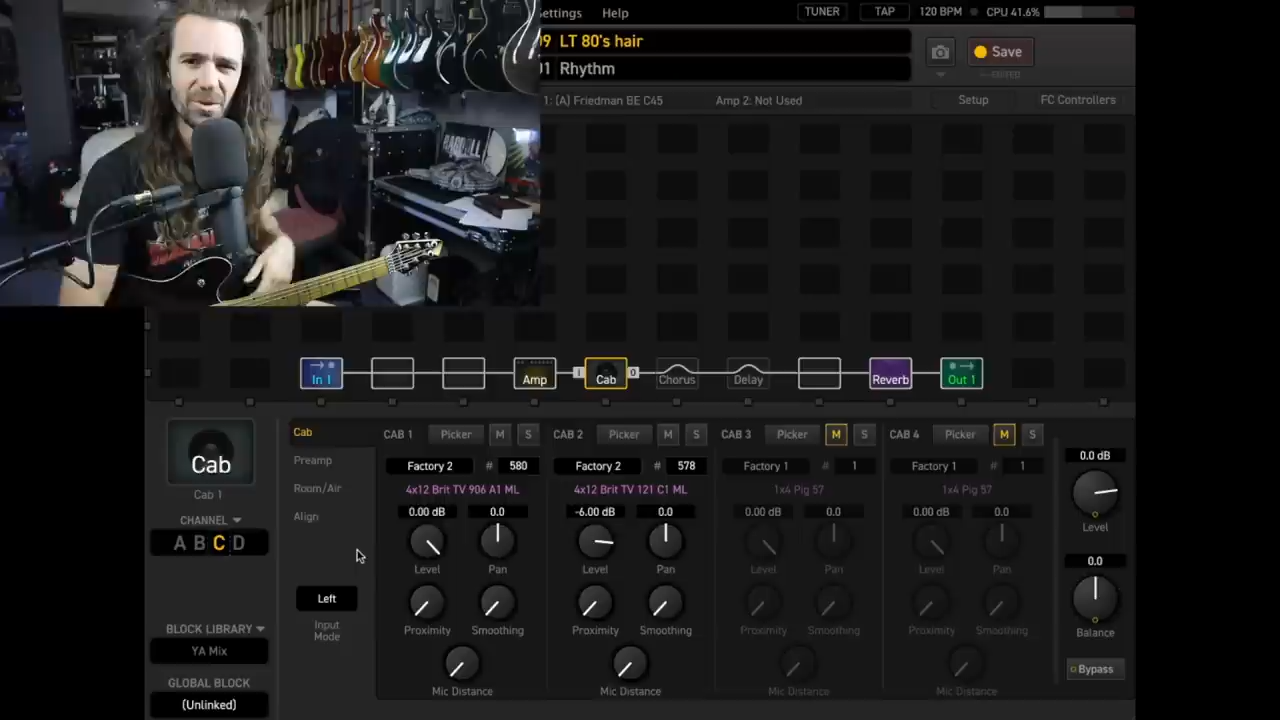 Settings Help TUNER TAP 120 BPM CPU 41.6%
09 LT 80's hair
01 Rhythm
Save
EDITED
1: (A) Friedman BE C45 Amp 2: Not Used Setup FC Controllers
In 1 Amp I Cab O Chorus Delay Reverb Out 1
Cab
Cab 1
CHANNEL
A B C D
BLOCK LIBRARY
YA Mix
GLOBAL BLOCK
(Unlinked)
Cab
Preamp
Room/Air
Align
Left
Input
Mode
CAB 1 Picker M S CAB 2 Picker M S CAB 3 Picker M S CAB 4 Picker M S
Factory 2 # 580 Factory 2 # 578 Factory 1 # 1 Factory 1 # 1
4x12 Brit TV 906 A1 ML 4x12 Brit TV 121 C1 ML 1x4 Pig 57 1x4 Pig 57
0.00 dB 0.0 -6.00 dB 0.0 0.00 dB 0.0 0.00 dB 0.0
Level Pan Level Pan Level Pan Level Pan
Proximity Smoothing Proximity Smoothing Proximity Smoothing Proximity Smoothing
Mic Distance Mic Distance Mic Distance Mic Distance
0.0 dB
Level
0.0
Balance
Bypass